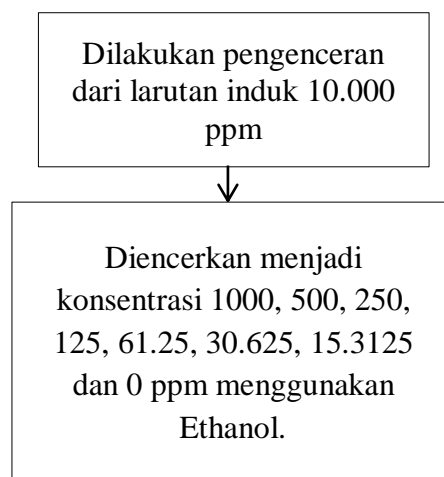 Dilakukan pengenceran
dari larutan induk 10.000
ppm
Diencerkan menjadi
konsentrasi 1000, 500, 250,
125, 61.25, 30.625, 15.3125
dan 0 ppm menggunakan
Ethanol.